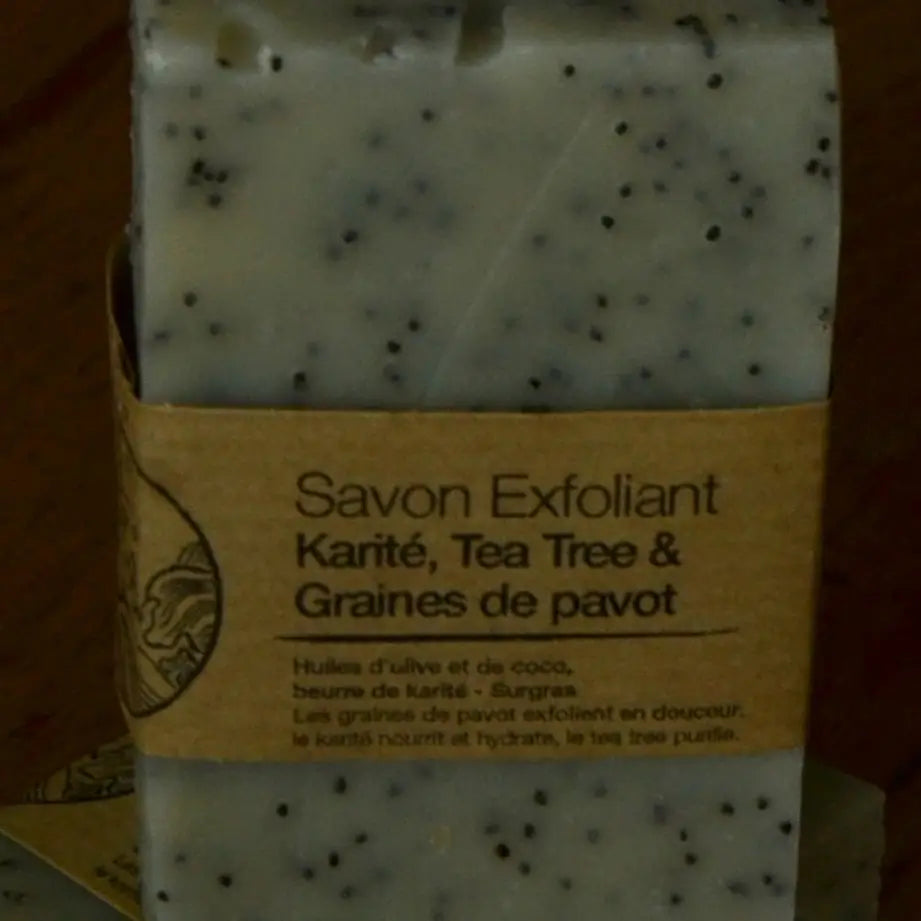 Savon Exfoliant
Karité, Tea Tree &
Graines de pavot
Huiles d'olive et de coco,
beurre de karité - Surgras
Les graines de pavot exfolient en douceur,
le karité nourrit et hydrate, le tea tree purifie.